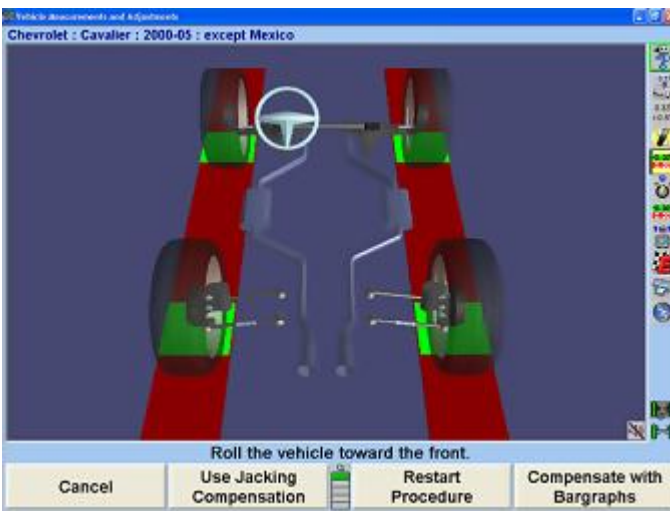 Vehicle Measurements and Adjustments
Chevrolet : Cavalier : 2000-05 : except Mexico
Roll the vehicle toward the front.
Cancel
Use Jacking
Compensation
Restart
Procedure
Compensate with
Bargraphs